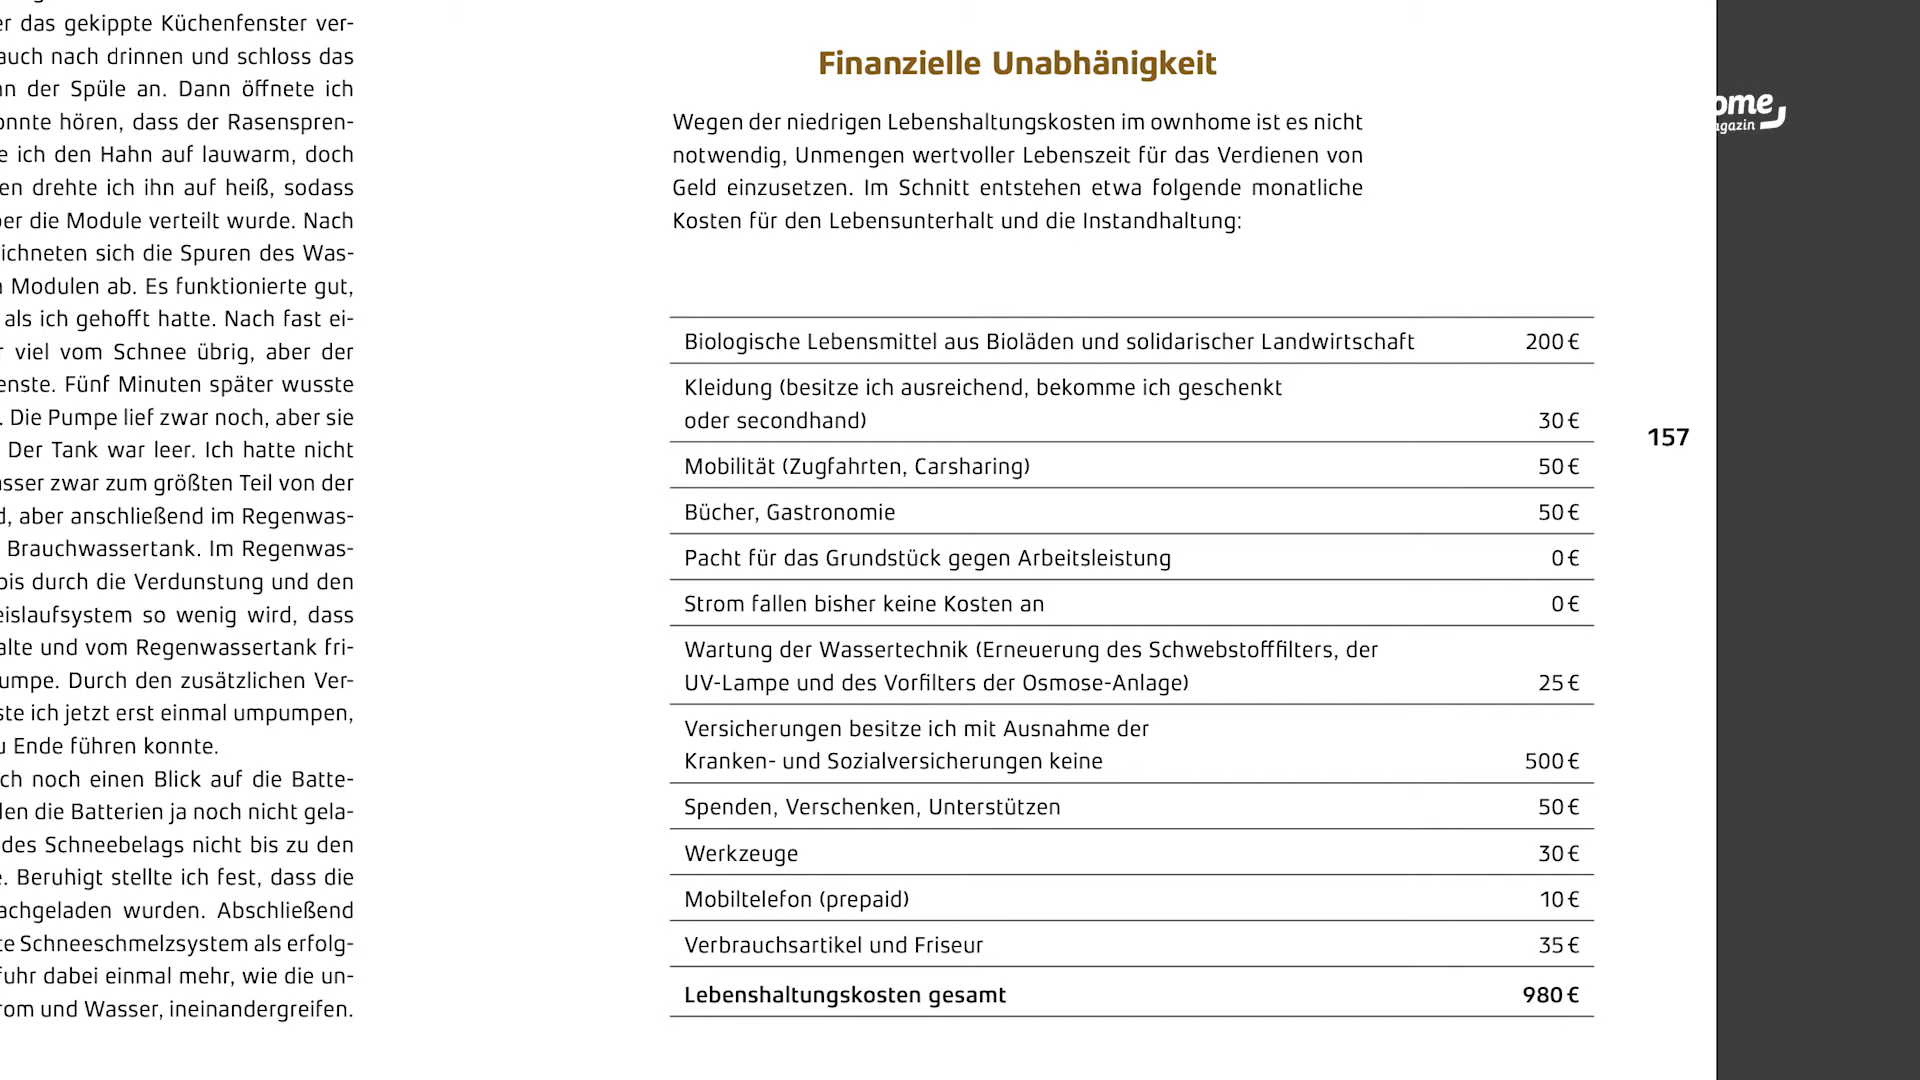 er das gekippte Küchenfenster ver-
auch nach drinnen und schloss das
der Spüle an. Dann öffnete ich
onnte hören, dass der Rasenspren-
e ich den Hahn auf lauwarm, doch
en drehte ich ihn auf heiß, sodass
er die Module verteilt wurde. Nach
ichneten sich die Spuren des Was-
Modulen ab. Es funktionierte gut,
als ich gehofft hatte. Nach fast ei-
r viel vom Schnee übrig, aber der
enste. Fünf Minuten später wusste
. Die Pumpe lief zwar noch, aber sie
Der Tank war leer. Ich hatte nicht
asser zwar zum größten Teil von der
d, aber anschließend im Regenwas-
Brauchwassertank. Im Regenwas-
bis durch die Verdunstung und den
eislaufsystem so wenig wird, dass
alte und vom Regenwassertank fri-
umpe. Durch den zusätzlichen Ver-
ste ich jetzt erst einmal umpumpen,
u Ende führen konnte.
ch noch einen Blick auf die Batte-
den die Batterien ja noch nicht gela-
des Schneebelags nicht bis zu den
e. Beruhigt stellte ich fest, dass die
achgeladen wurden. Abschließend
te Schneeschmelzsystem als erfolg-
fuhr dabei einmal mehr, wie die un-
rom und Wasser, ineinandergreifen.
Finanzielle Unabhänigkeit
Wegen der niedrigen Lebenshaltungskosten im ownhome ist es nicht
notwendig, Unmengen wertvoller Lebenszeit für das Verdienen von
Geld einzusetzen. Im Schnitt entstehen etwa folgende monatliche
Kosten für den Lebensunterhalt und die Instandhaltung:
Biologische Lebensmittel aus Bioläden und solidarischer Landwirtschaft 200 €
Kleidung (besitze ich ausreichend, bekomme ich geschenkt
oder secondhand) 30 €
Mobilität (Zugfahrten, Carsharing) 50 €
Bücher, Gastronomie 50 €
Pacht für das Grundstück gegen Arbeitsleistung 0 €
Strom fallen bisher keine Kosten an 0 €
Wartung der Wassertechnik (Erneuerung des Schwebstofffilters, der
UV-Lampe und des Vorfilters der Osmose-Anlage) 25 €
Versicherungen besitze ich mit Ausnahme der
Kranken- und Sozialversicherungen keine 500 €
Spenden, Verschenken, Unterstützen 50 €
Werkzeuge 30 €
Mobiltelefon (prepaid) 10 €
Verbrauchsartikel und Friseur 35 €
Lebenshaltungskosten gesamt 980 €
157
ome
agazin